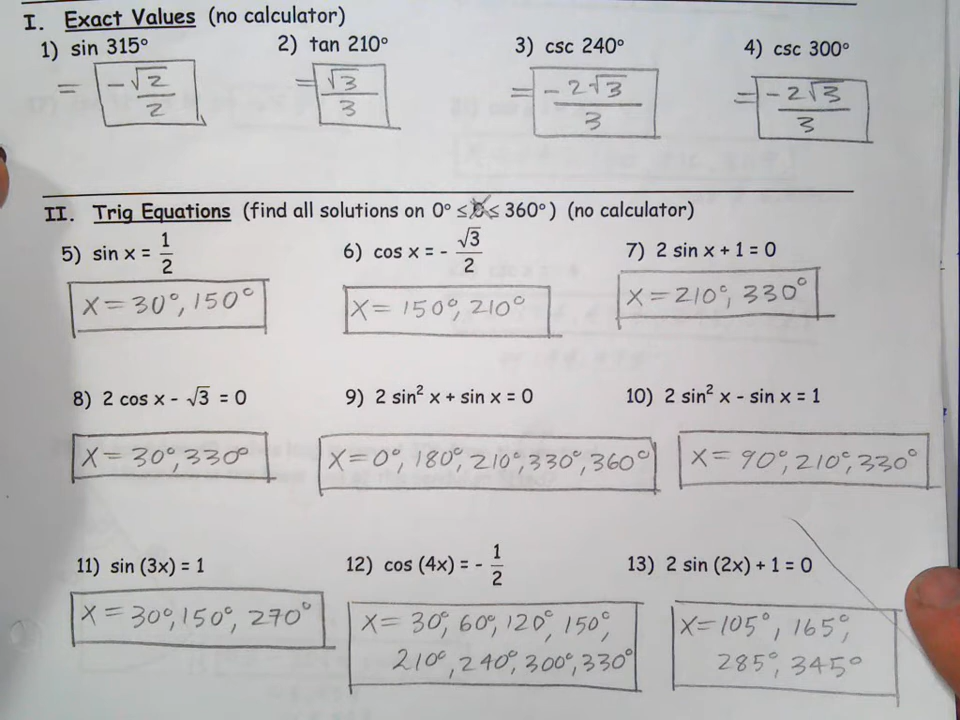 I. Exact Values (no calculator)
1) sin 315° 2) tan 210° 3) csc 240° 4) csc 300°
= -√2/2 = √3/3 = -2√3/3 = -2√3/3
II. Trig Equations (find all solutions on 0° ≤ x ≤ 360°) (no calculator)
5) sin x = 1/2 6) cos x = - √3/2 7) 2 sin x + 1 = 0
x = 30°, 150° x = 150°, 210° x = 210°, 330°
8) 2 cos x - √3 = 0 9) 2 sin² x + sin x = 0 10) 2 sin² x - sin x = 1
x = 30°, 330° x = 0°, 180°, 210°, 330°, 360° x = 90°, 210°, 330°
11) sin (3x) = 1 12) cos (4x) = - 1/2 13) 2 sin (2x) + 1 = 0
x = 30°, 150°, 270° x = 30°, 60°, 120°, 150°, x = 105°, 165°,
210°, 240°, 300°, 330° 285°, 345°